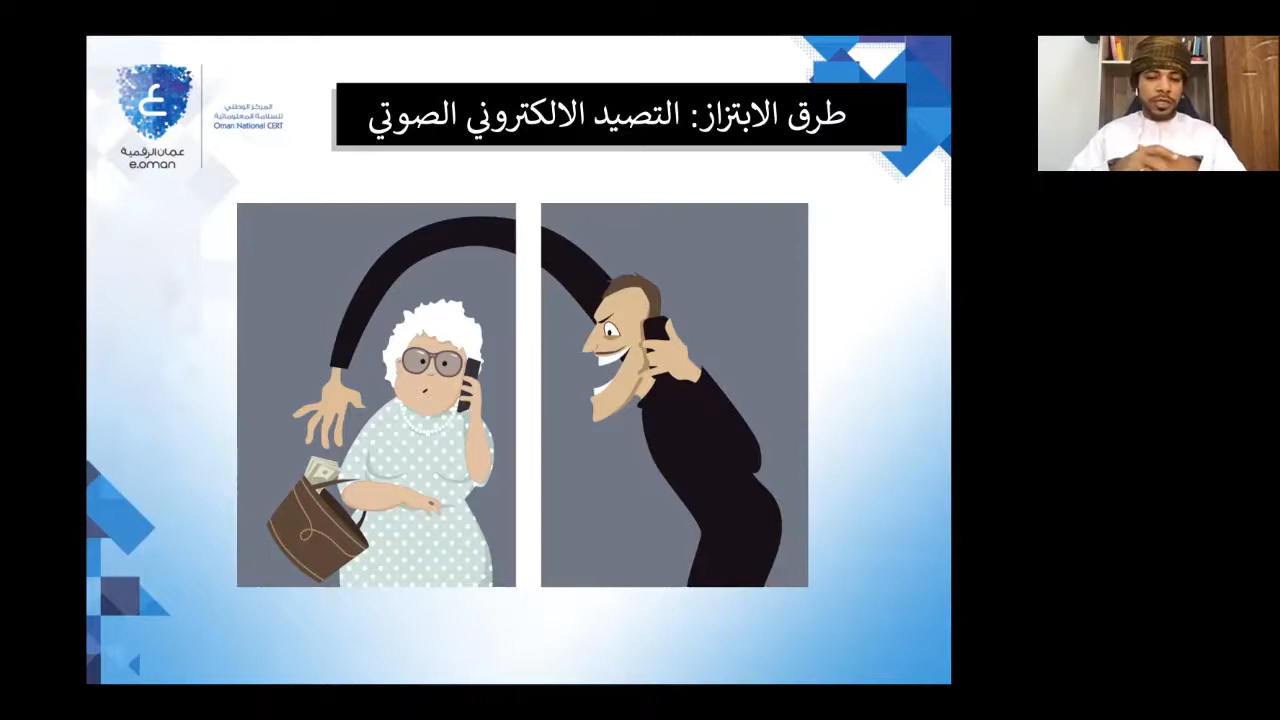 طرق الابتزاز: التصيد الالكتروني الصوتي
المركز الوطني
للسلامة المعلوماتية
Oman National CERT
ع
عمان الرقمية
e.oman